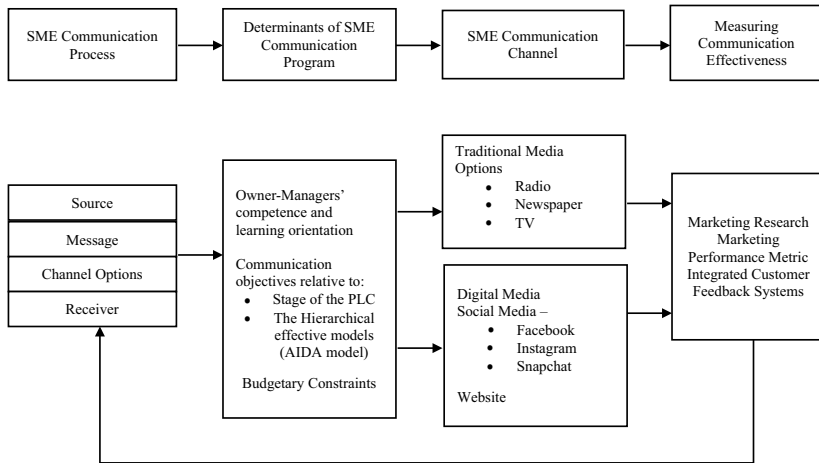 SME Communication
Process
Determinants of SME
Communication
Program
SME Communication
Channel
Measuring
Communication
Effectiveness
Source
Message
Channel Options
Receiver
Owner-Managers’
competence and
learning orientation
Communication
objectives relative to:
• Stage of the PLC
• The Hierarchical
effective models
(AIDA model)
Budgetary Constraints
Traditional Media
Options
• Radio
• Newspaper
• TV
Digital Media
Social Media –
• Facebook
• Instagram
• Snapchat
Website
Marketing Research
Marketing
Performance Metric
Integrated Customer
Feedback Systems